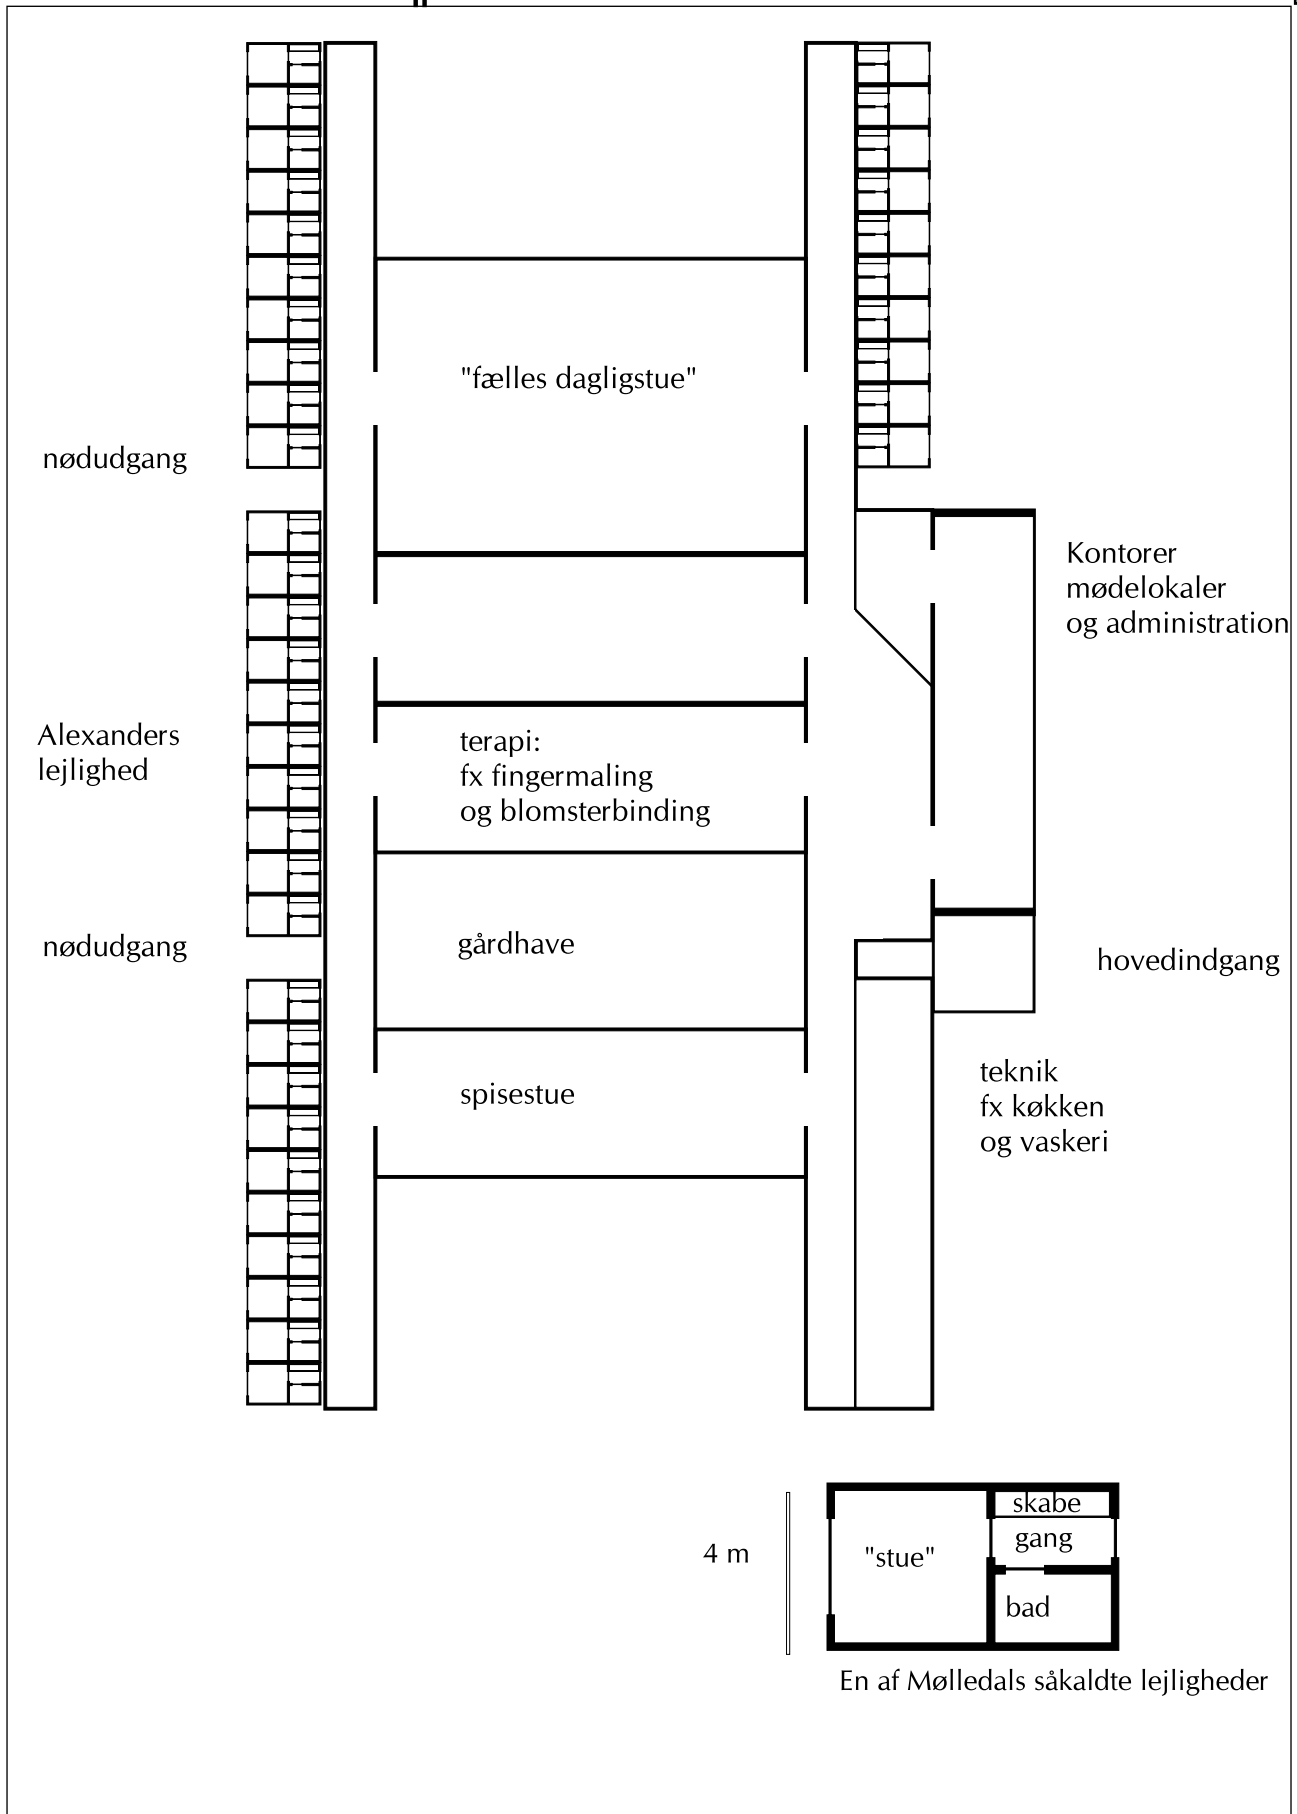 "fælles dagligstue"
nødudgang
Kontorer
mødelokaler
og administration
Alexanders
lejlighed
terapi:
fx fingermaling
og blomsterbinding
nødudgang
gårdhave
hovedindgang
spisestue
teknik
fx køkken
og vaskeri
4 m
"stue"
skabe
gang
bad
En af Mølledals såkaldte lejligheder